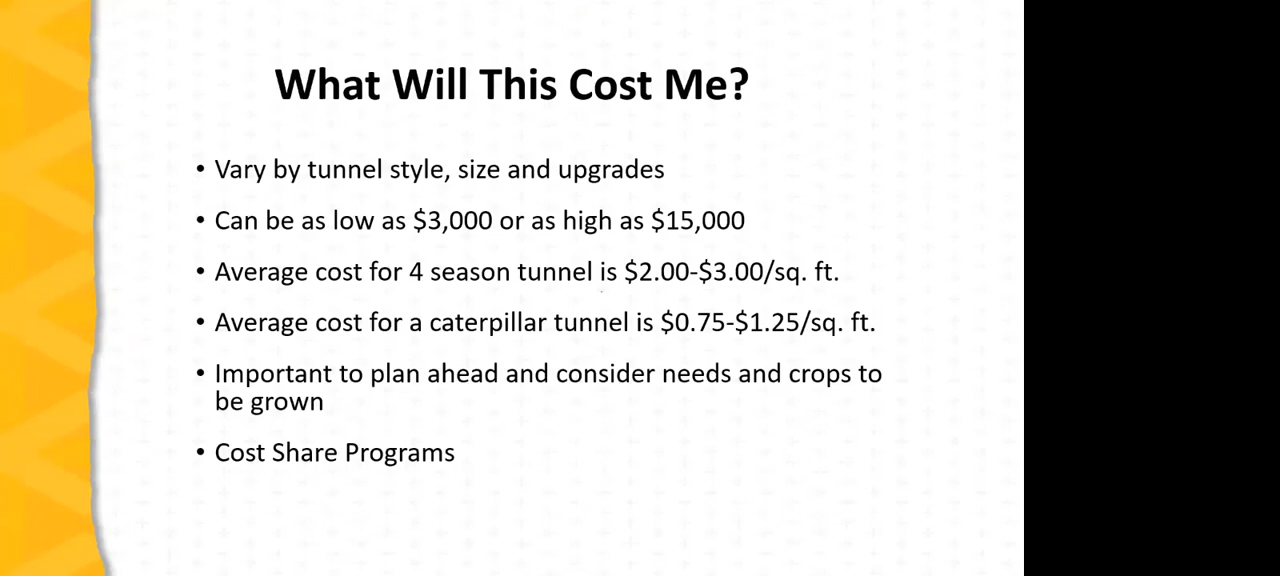 What Will This Cost Me?
• Vary by tunnel style, size and upgrades
• Can be as low as $3,000 or as high as $15,000
• Average cost for 4 season tunnel is $2.00-$3.00/sq. ft.
• Average cost for a caterpillar tunnel is $0.75-$1.25/sq. ft.
• Important to plan ahead and consider needs and crops to
be grown
• Cost Share Programs